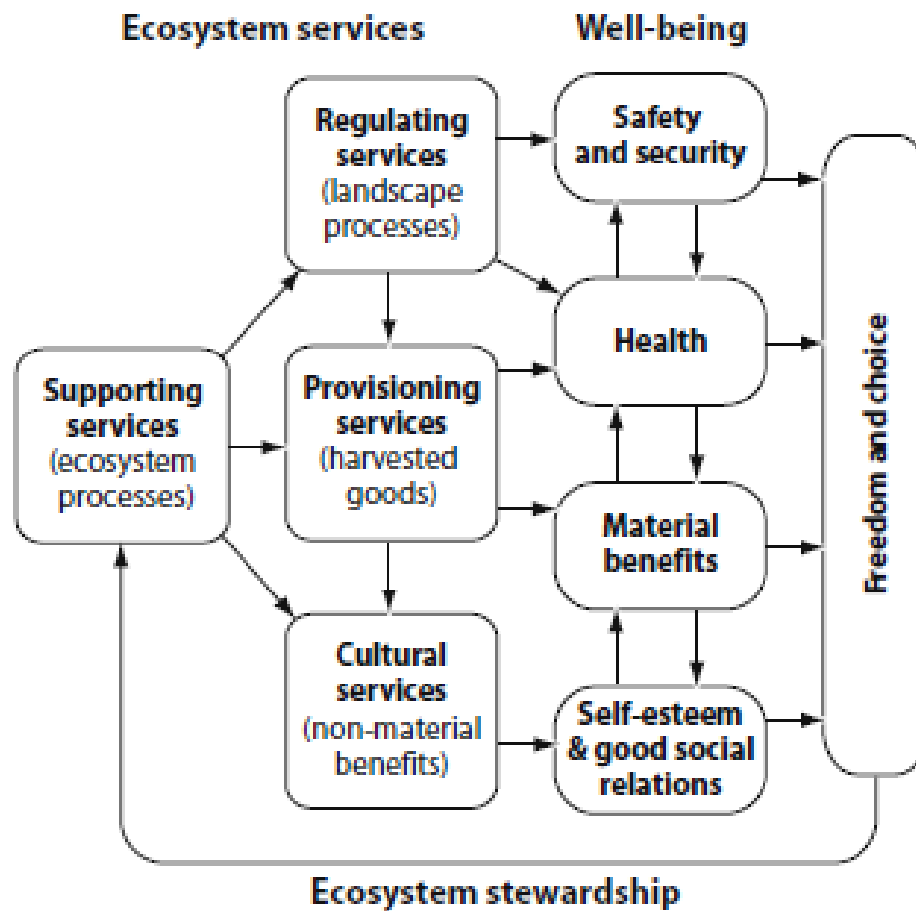 Ecosystem services
Well-being
Regulating
services
(landscape
processes)
Safety
and security
Health
Supporting
services
(ecosystem
processes)
Provisioning
services
(harvested
goods)
Material
benefits
Cultural
services
(non-material
benefits)
Self-esteem
& good social
relations
Freedom and choice
Ecosystem stewardship